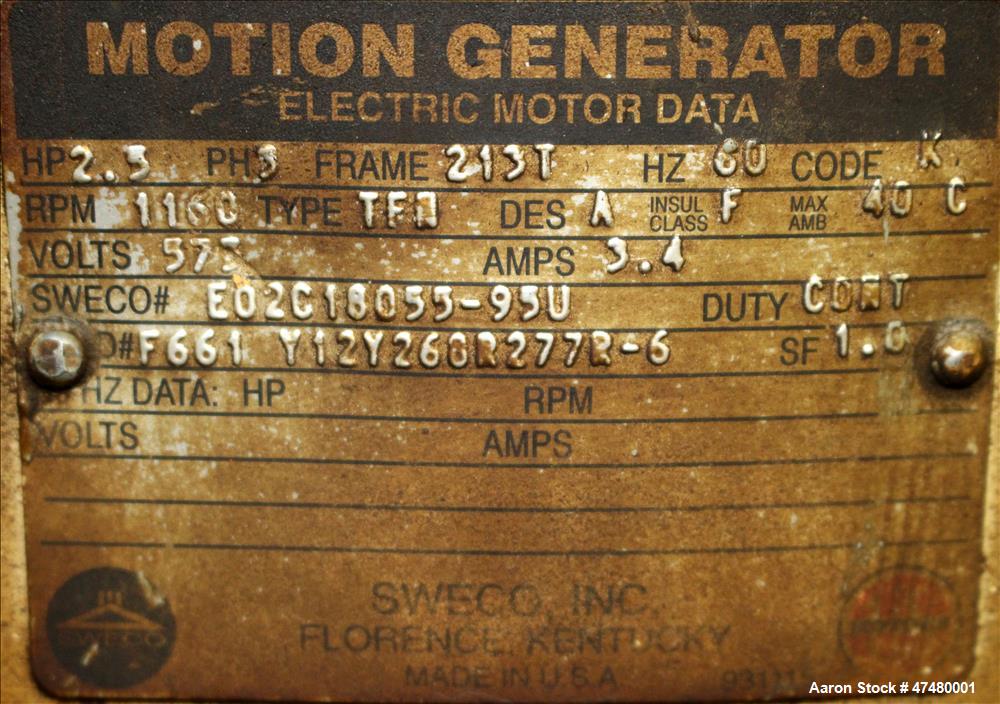 MOTION GENERATOR
ELECTRIC MOTOR DATA
HP 2.5 PH 3 FRAME 213T HZ 60 CODE K
RPM 1160 TYPE TFN DES A INSUL CLASS F MAX AMB 40 C
VOLTS 575 AMPS 3.4
SWECO# E02C18055-95U DUTY CONT
D# F661 Y12Y268R277R-6 SF 1.0
HZ DATA: HP RPM
VOLTS AMPS
SWECO
SWECO, INC.
FLORENCE, KENTUCKY
MADE IN U.S.A
Aaron Stock # 47480001